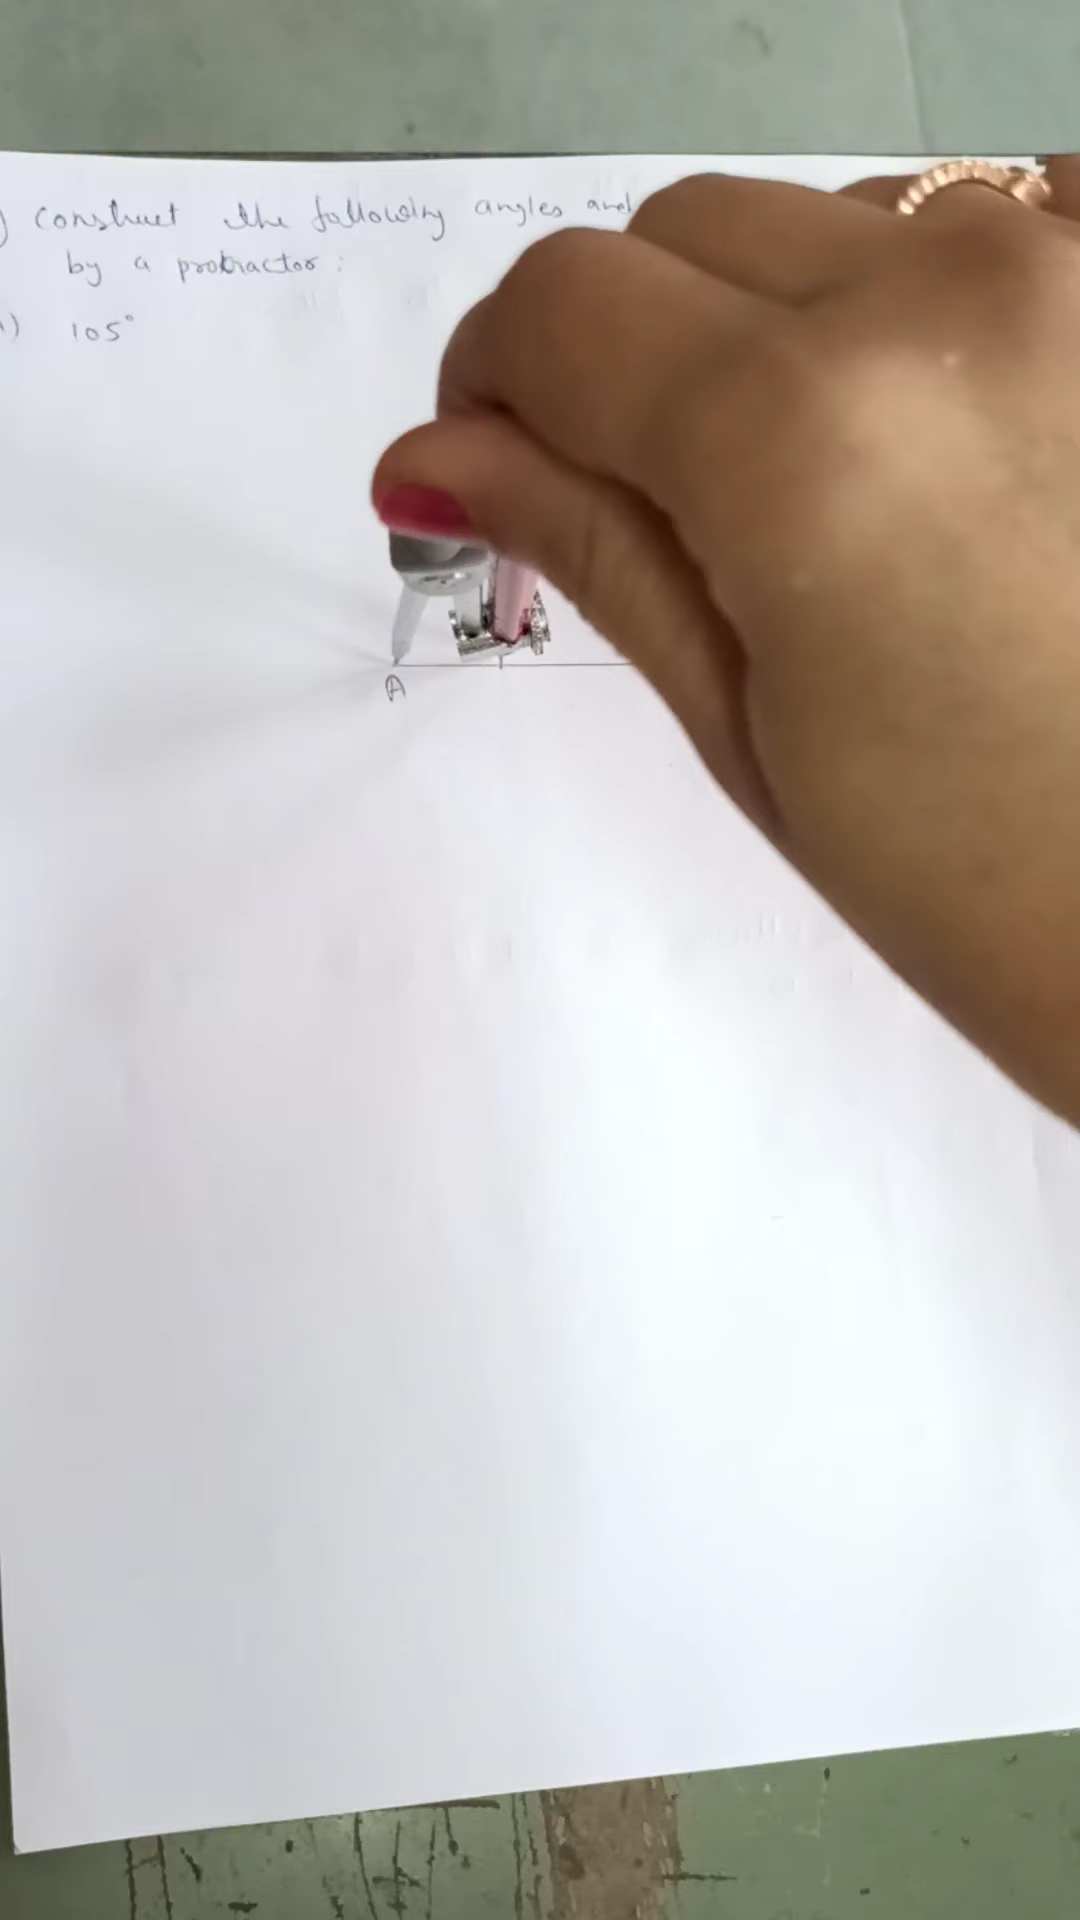 ) construct the following angles and
by a protractor :
) 105°
A